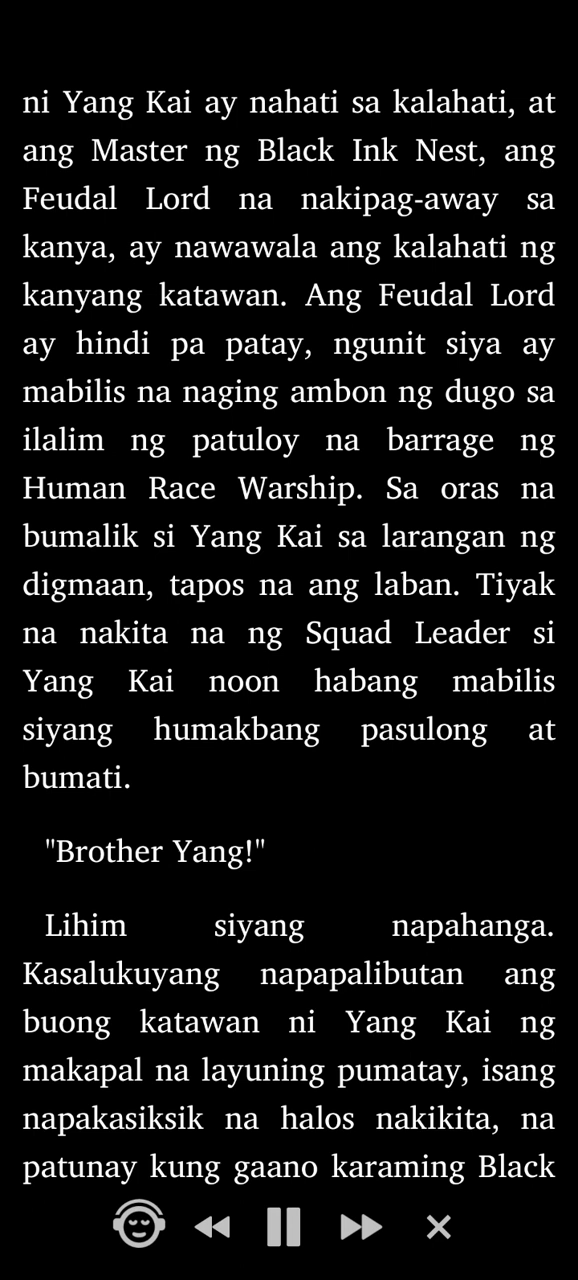 ni Yang Kai ay nahati sa kalahati, at
ang Master ng Black Ink Nest, ang
Feudal Lord na nakipag-away sa
kanya, ay nawawala ang kalahati ng
kanyang katawan. Ang Feudal Lord
ay hindi pa patay, ngunit siya ay
mabilis na naging ambon ng dugo sa
ilalim ng patuloy na barrage ng
Human Race Warship. Sa oras na
bumalik si Yang Kai sa larangan ng
digmaan, tapos na ang laban. Tiyak
na nakita na ng Squad Leader si
Yang Kai noon habang mabilis
siyang humakbang pasulong at
bumati.
"Brother Yang!"
Lihim siyang napahanga.
Kasalukuyang napapalibutan ang
buong katawan ni Yang Kai ng
makapal na layuning pumatay, isang
napakasiksik na halos nakikita, na
patunay kung gaano karaming Black